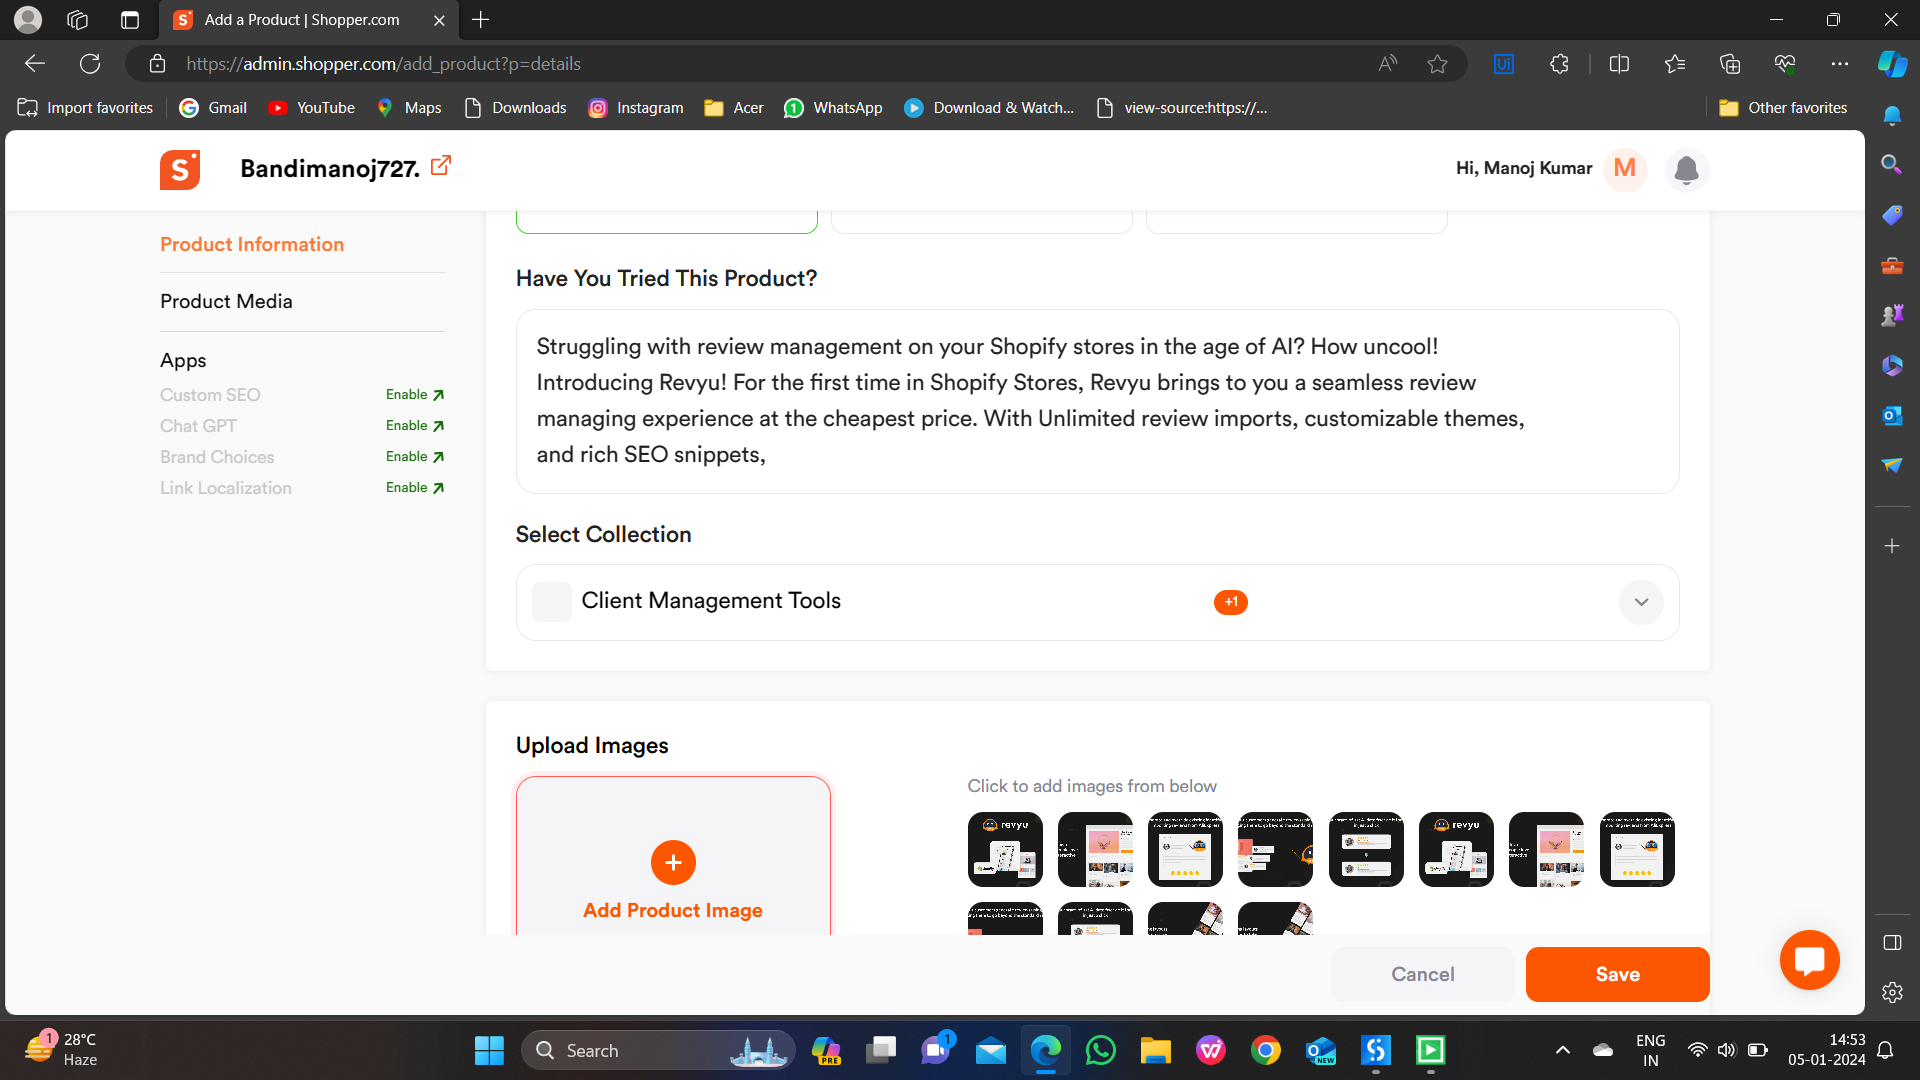 Add a Product | Shopper.com
https://admin.shopper.com/add_product?p=details
Import favorites
Gmail
YouTube
Maps
Downloads
Instagram
Acer
WhatsApp
Download & Watch...
view-source:https://...
Other favorites
Bandimanoj727.
Hi, Manoj Kumar
M
Product Information
Product Media
Apps
Custom SEO Enable
Chat GPT Enable
Brand Choices Enable
Link Localization Enable
Have You Tried This Product?
Struggling with review management on your Shopify stores in the age of AI? How uncool!
Introducing Revyu! For the first time in Shopify Stores, Revyu brings to you a seamless review
managing experience at the cheapest price. With Unlimited review imports, customizable themes,
and rich SEO snippets,
Select Collection
Client Management Tools
+1
Upload Images
Add Product Image
Click to add images from below
revyu
revyu
Cancel
Save
1
28°C
Haze
Search
PRE
1
NEW
ENG
IN
14:53
05-01-2024